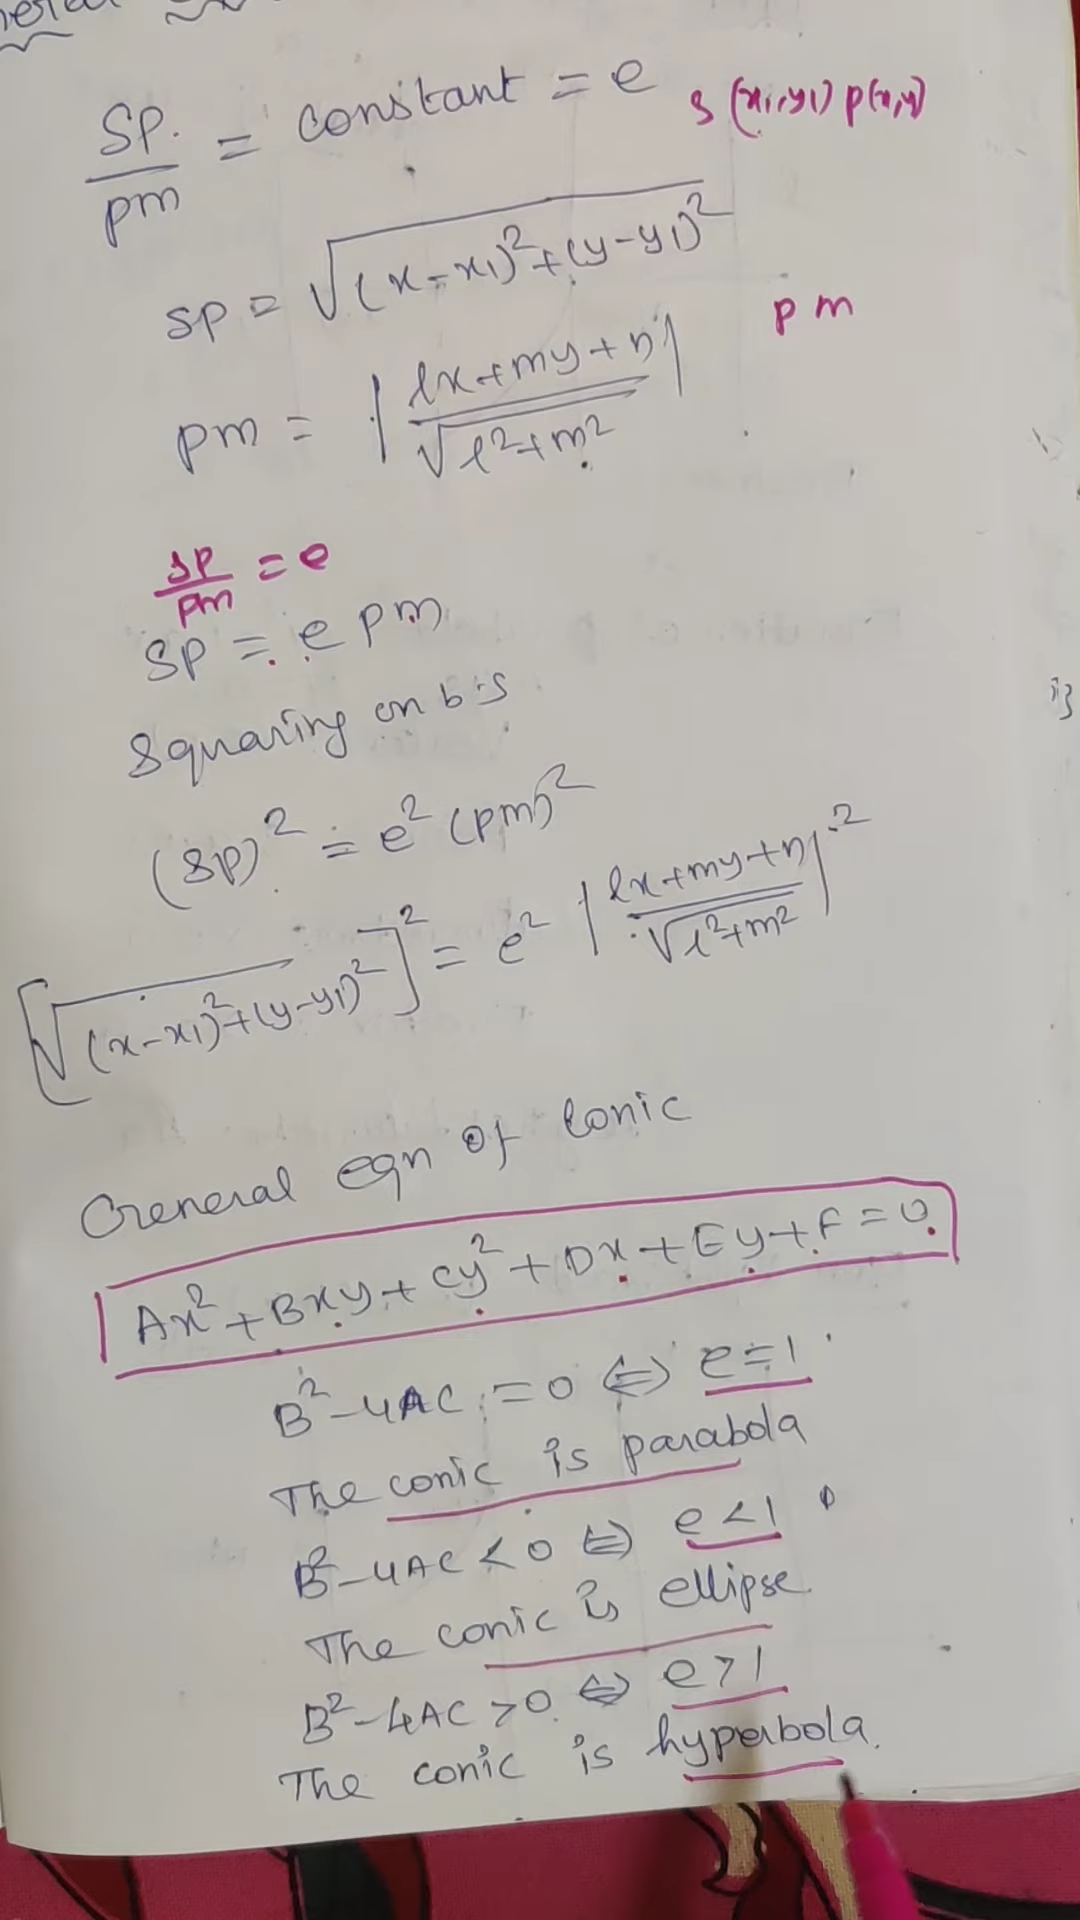 SP/pm = constant = e S(x1,y1) p(x,y)
SP = √(x-x1)²+(y-y1)²
p m
pm = |lx+my+n/√l²+m²|
SP/pm = e
SP = e pm
Squaring on b.s
(SP)² = e² (pm)²
[√(x-x1)²+(y-y1)²]² = e² |lx+my+n/√l²+m²|²
General eqn of Conic
Ax²+Bxy+Cy²+Dx+Ey+F=0
B²-4AC=0 ⇔ e=1
The conic is parabola
B²-4AC<0 ⇔ e<1
The conic is ellipse.
B²-4AC>0 ⇔ e>1
The conic is hyperbola.